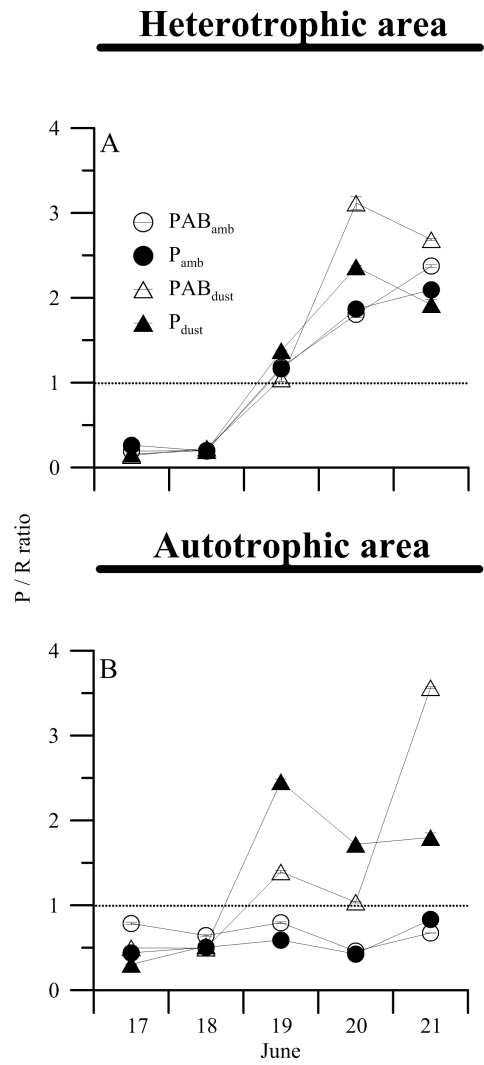 Heterotrophic area
4
A
3
PABamb
Pamb
PABdust
2
Pdust
1
0
P / R ratio
Autotrophic area
4
B
3
2
1
0
17 18 19 20 21
June